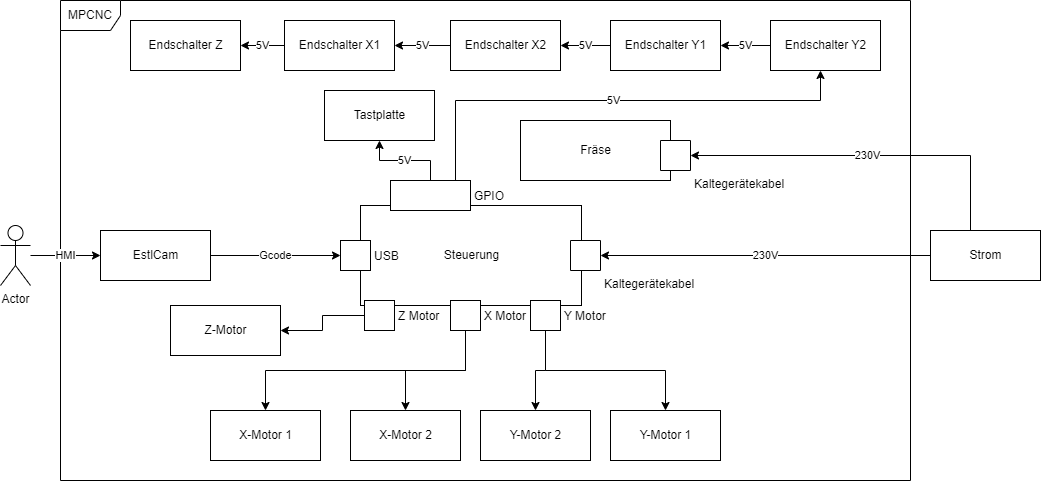 MPCNC
Endschalter Z
5V
Endschalter X1
5V
Endschalter X2
5V
Endschalter Y1
5V
Endschalter Y2
Tastplatte
5V
5V
Fräse
230V
Kaltegerätekabel
GPIO
HMI
EstlCam
Gcode
USB
Steuerung
230V
Strom
Kaltegerätekabel
Actor
Z-Motor
Z Motor
X Motor
Y Motor
X-Motor 1
X-Motor 2
Y-Motor 2
Y-Motor 1